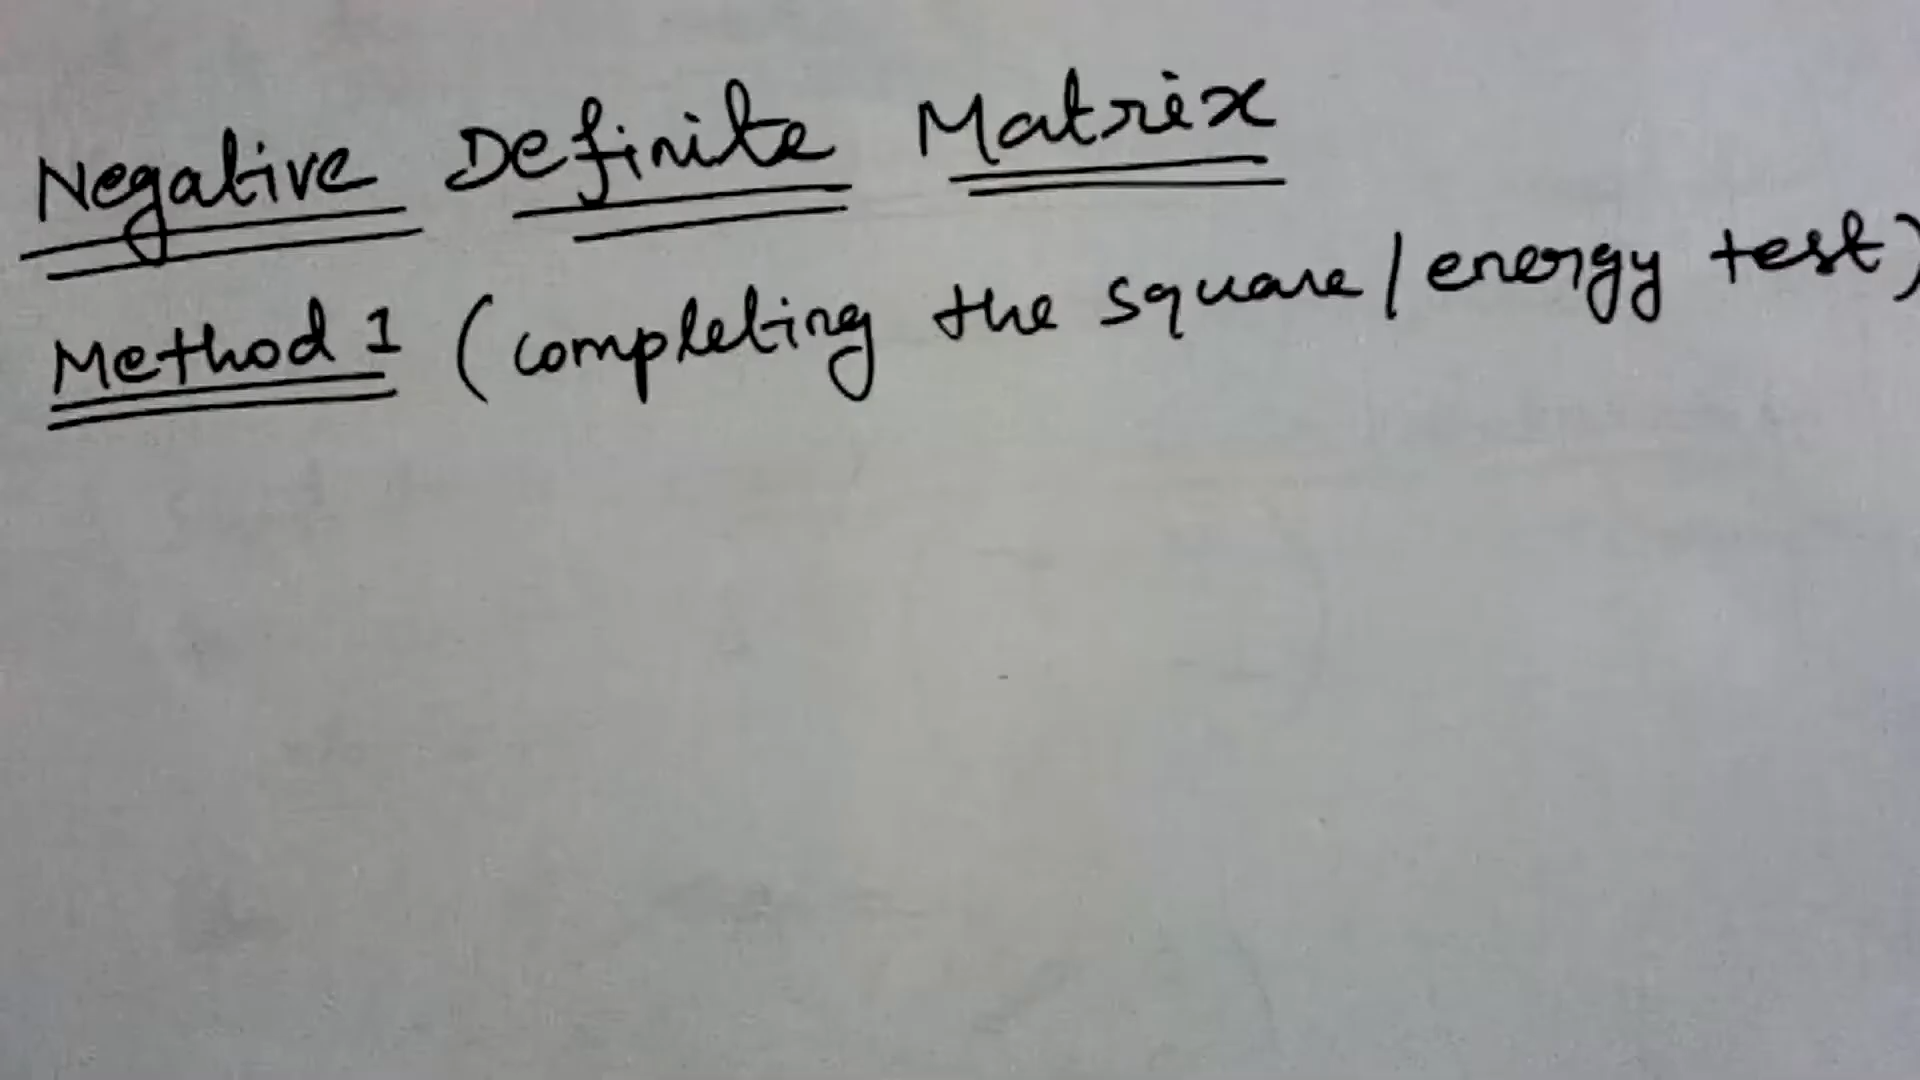 Negative Definite Matrix
Method 1 (completing the square/energy test)